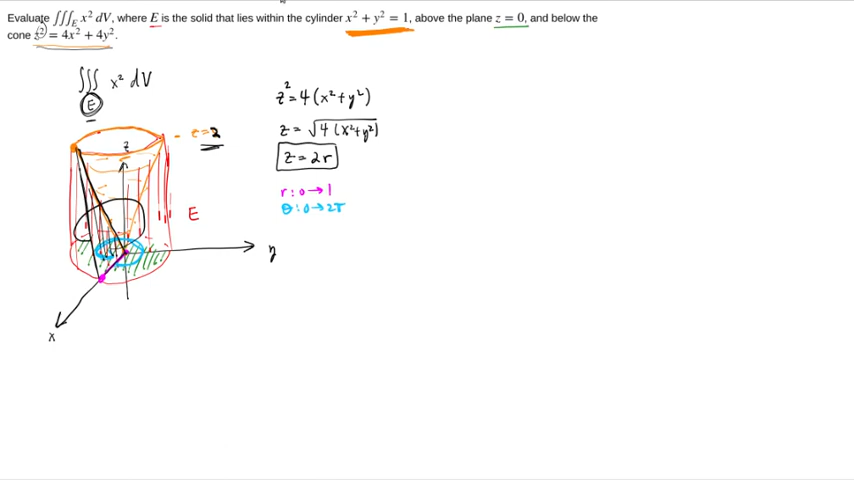 Evaluate ∭_E x² dV, where E is the solid that lies within the cylinder x² + y² = 1, above the plane z = 0, and below the
cone z² = 4x² + 4y².
∭ x² dV
E
z² = 4(x²+y²)
z = √4(x²+y²)
z = 2r
r: 0→1
θ: 0→2π
z=2
z
E
y
x